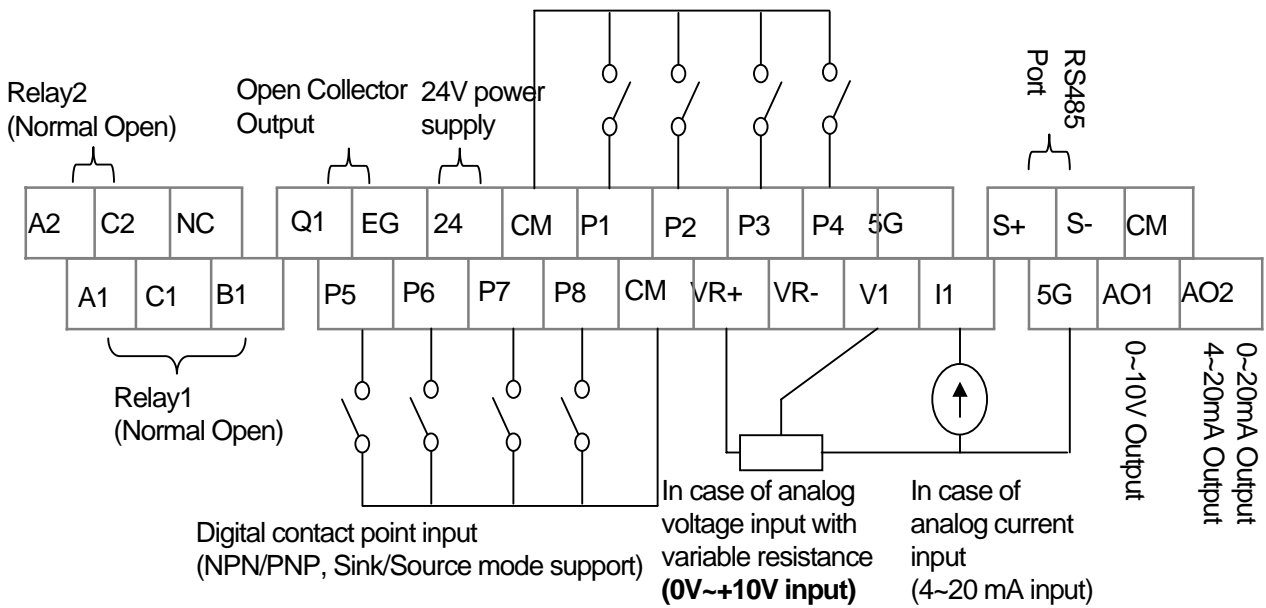 Relay2
(Normal Open)
Open Collector
Output
24V power
supply
RS485
Port
A2 C2 NC Q1 EG 24 CM P1 P2 P3 P4 5G S+ S- CM
A1 C1 B1 P5 P6 P7 P8 CM VR+ VR- V1 I1 5G AO1 AO2
Relay1
(Normal Open)
Digital contact point input
(NPN/PNP, Sink/Source mode support)
In case of analog
voltage input with
variable resistance
(0V~+10V input)
In case of
analog current
input
(4~20 mA input)
0~10V Output
0~20mA Output
4~20mA Output